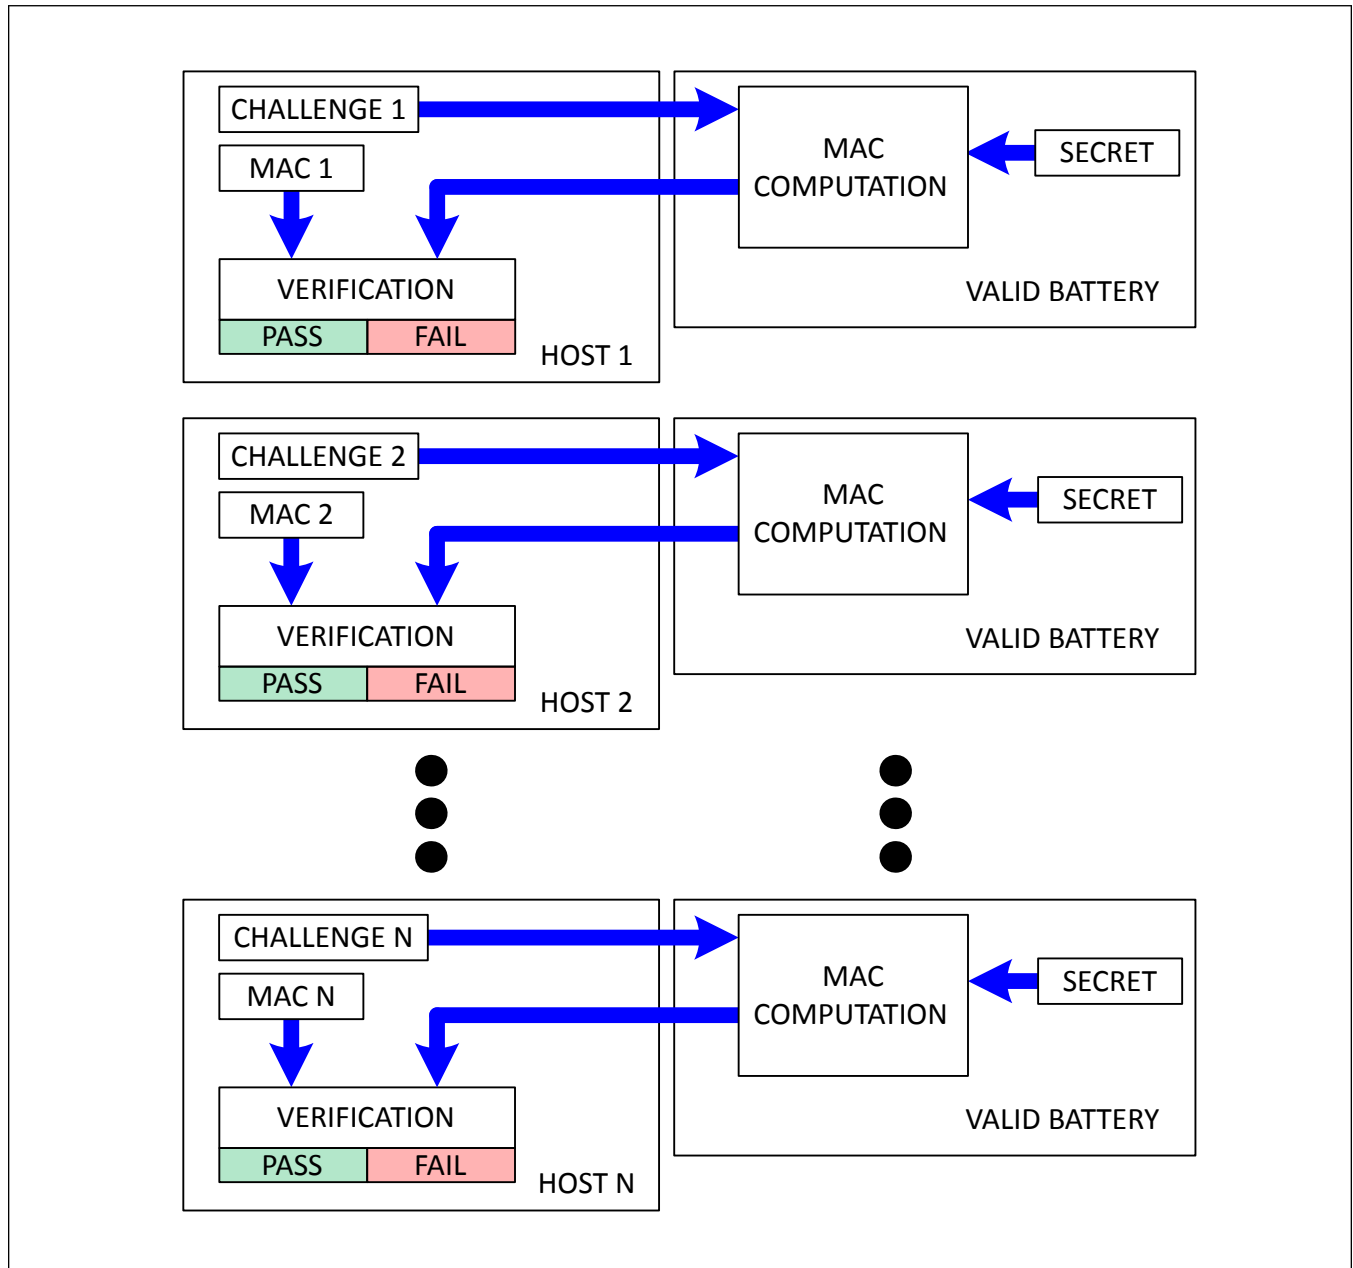 CHALLENGE 1
MAC 1
VERIFICATION
PASS FAIL
HOST 1
MAC
COMPUTATION
SECRET
VALID BATTERY
CHALLENGE 2
MAC 2
VERIFICATION
PASS FAIL
HOST 2
MAC
COMPUTATION
SECRET
VALID BATTERY
CHALLENGE N
MAC N
VERIFICATION
PASS FAIL
HOST N
MAC
COMPUTATION
SECRET
VALID BATTERY